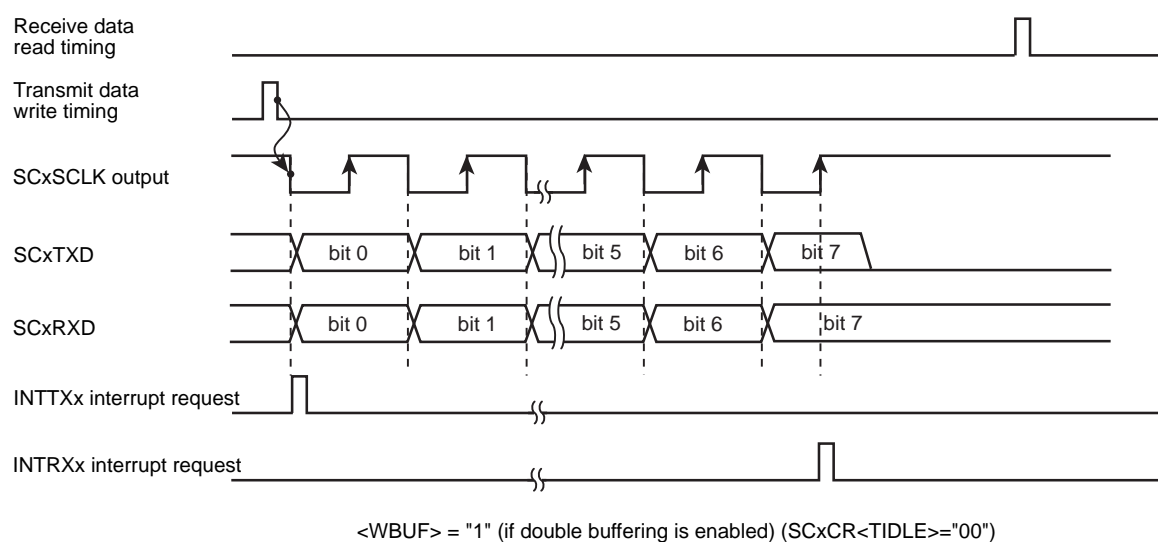 Receive data
read timing
Transmit data
write timing
SCxSCLK output
SCxTXD
bit 0
bit 1
bit 5
bit 6
bit 7
SCxRXD
bit 0
bit 1
bit 5
bit 6
bit 7
INTTXx interrupt request
INTRXx interrupt request
<WBUF> = "1" (if double buffering is enabled) (SCxCR<TIDLE>="00")